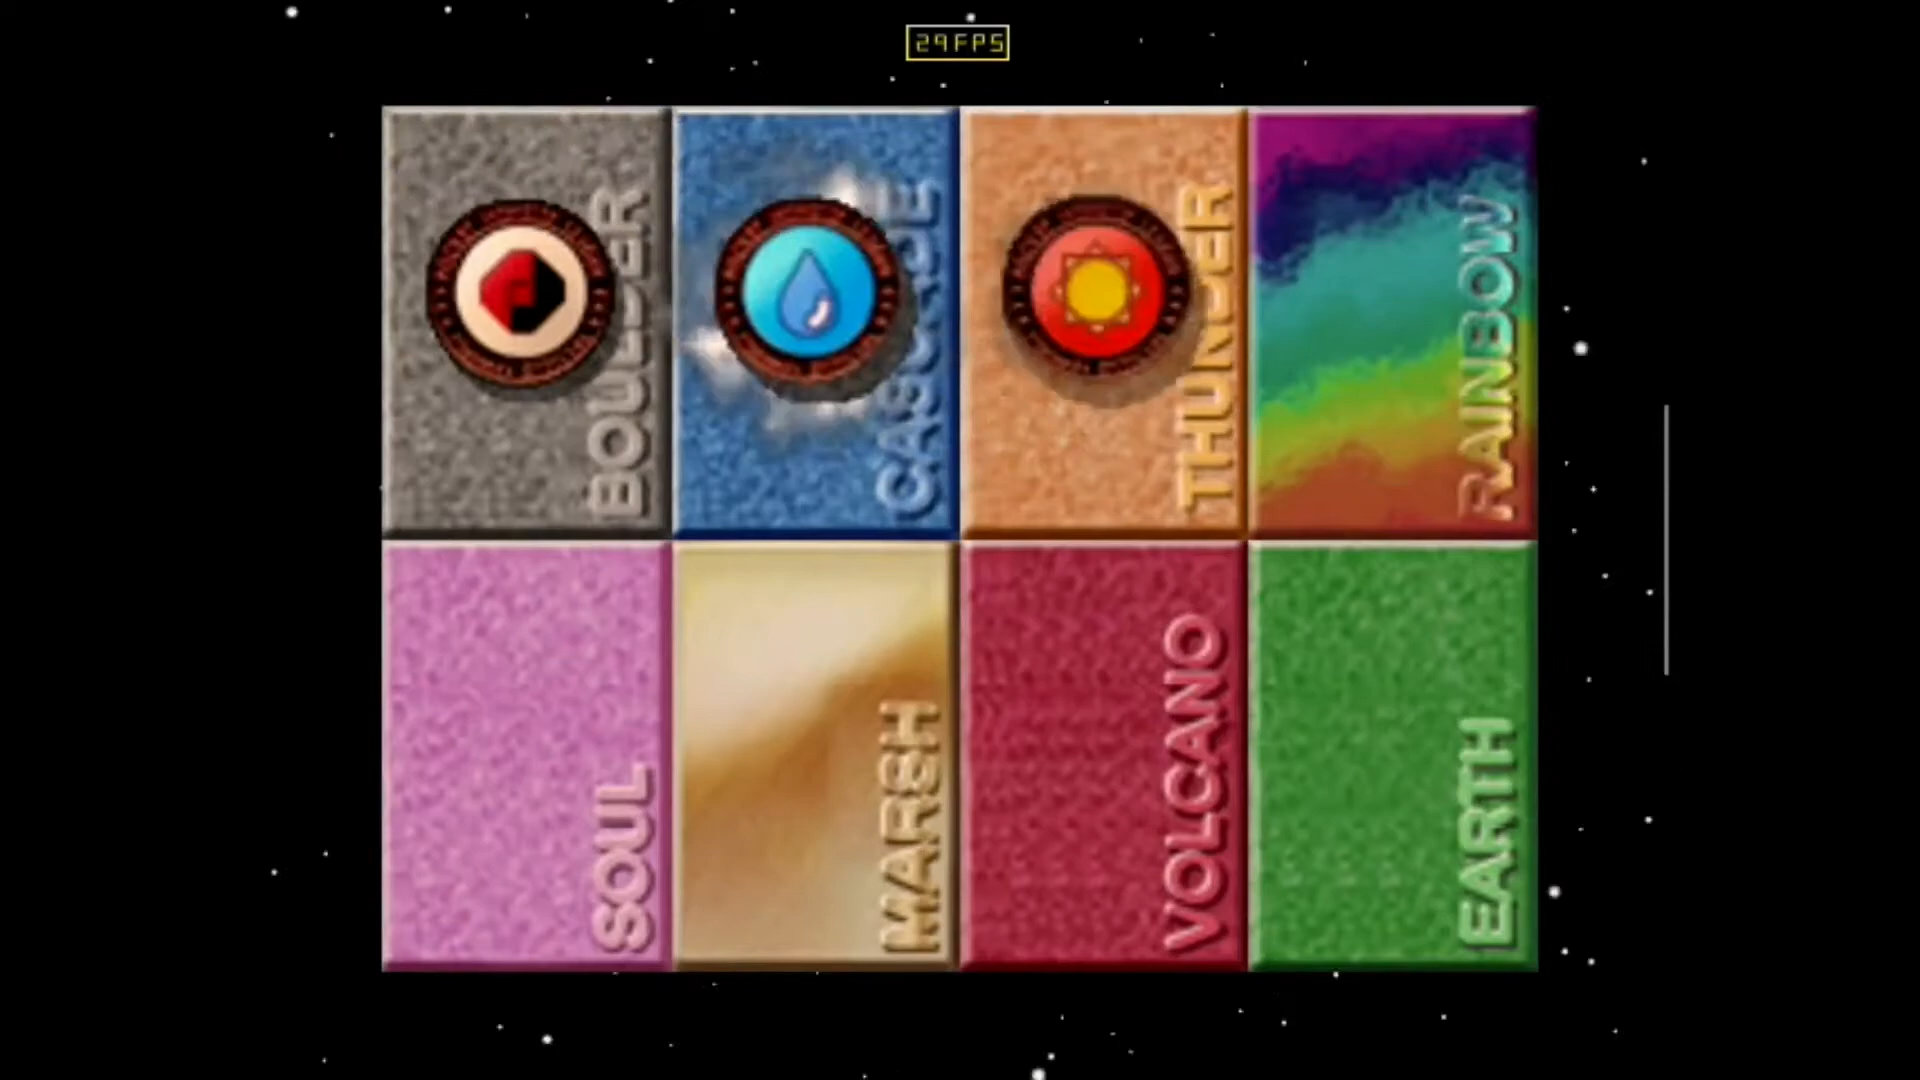 29FPS
BOULDER
CASCADE
THUNDER
RAINBOW
SOUL
MARSH
VOLCANO
EARTH